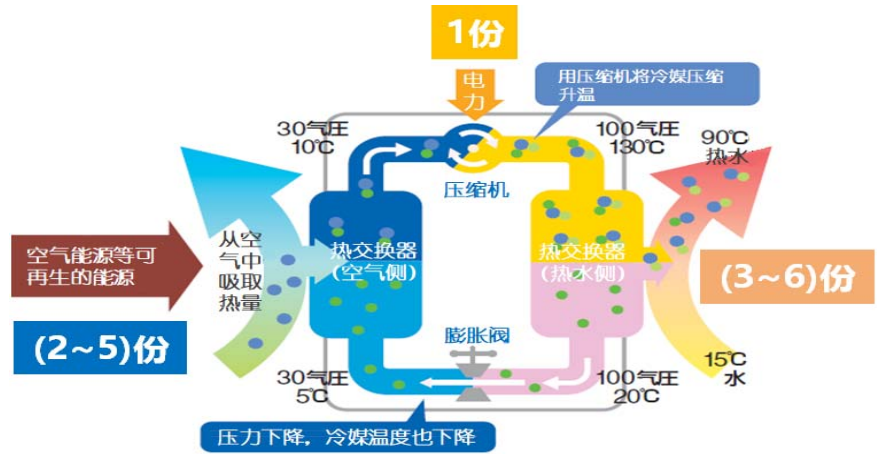 1份
电
力
用压缩机将冷媒压缩
升温
30气压
10℃
100气压
130℃
90℃
热水
压缩机
空气能源等可
再生的能源
从空
气中
吸取
热量
热交换器
(空气侧)
热交换器
(热水侧)
(3~6)份
(2~5)份
膨胀阀
30气压
5℃
100气压
20℃
15℃
水
压力下降，冷媒温度也下降